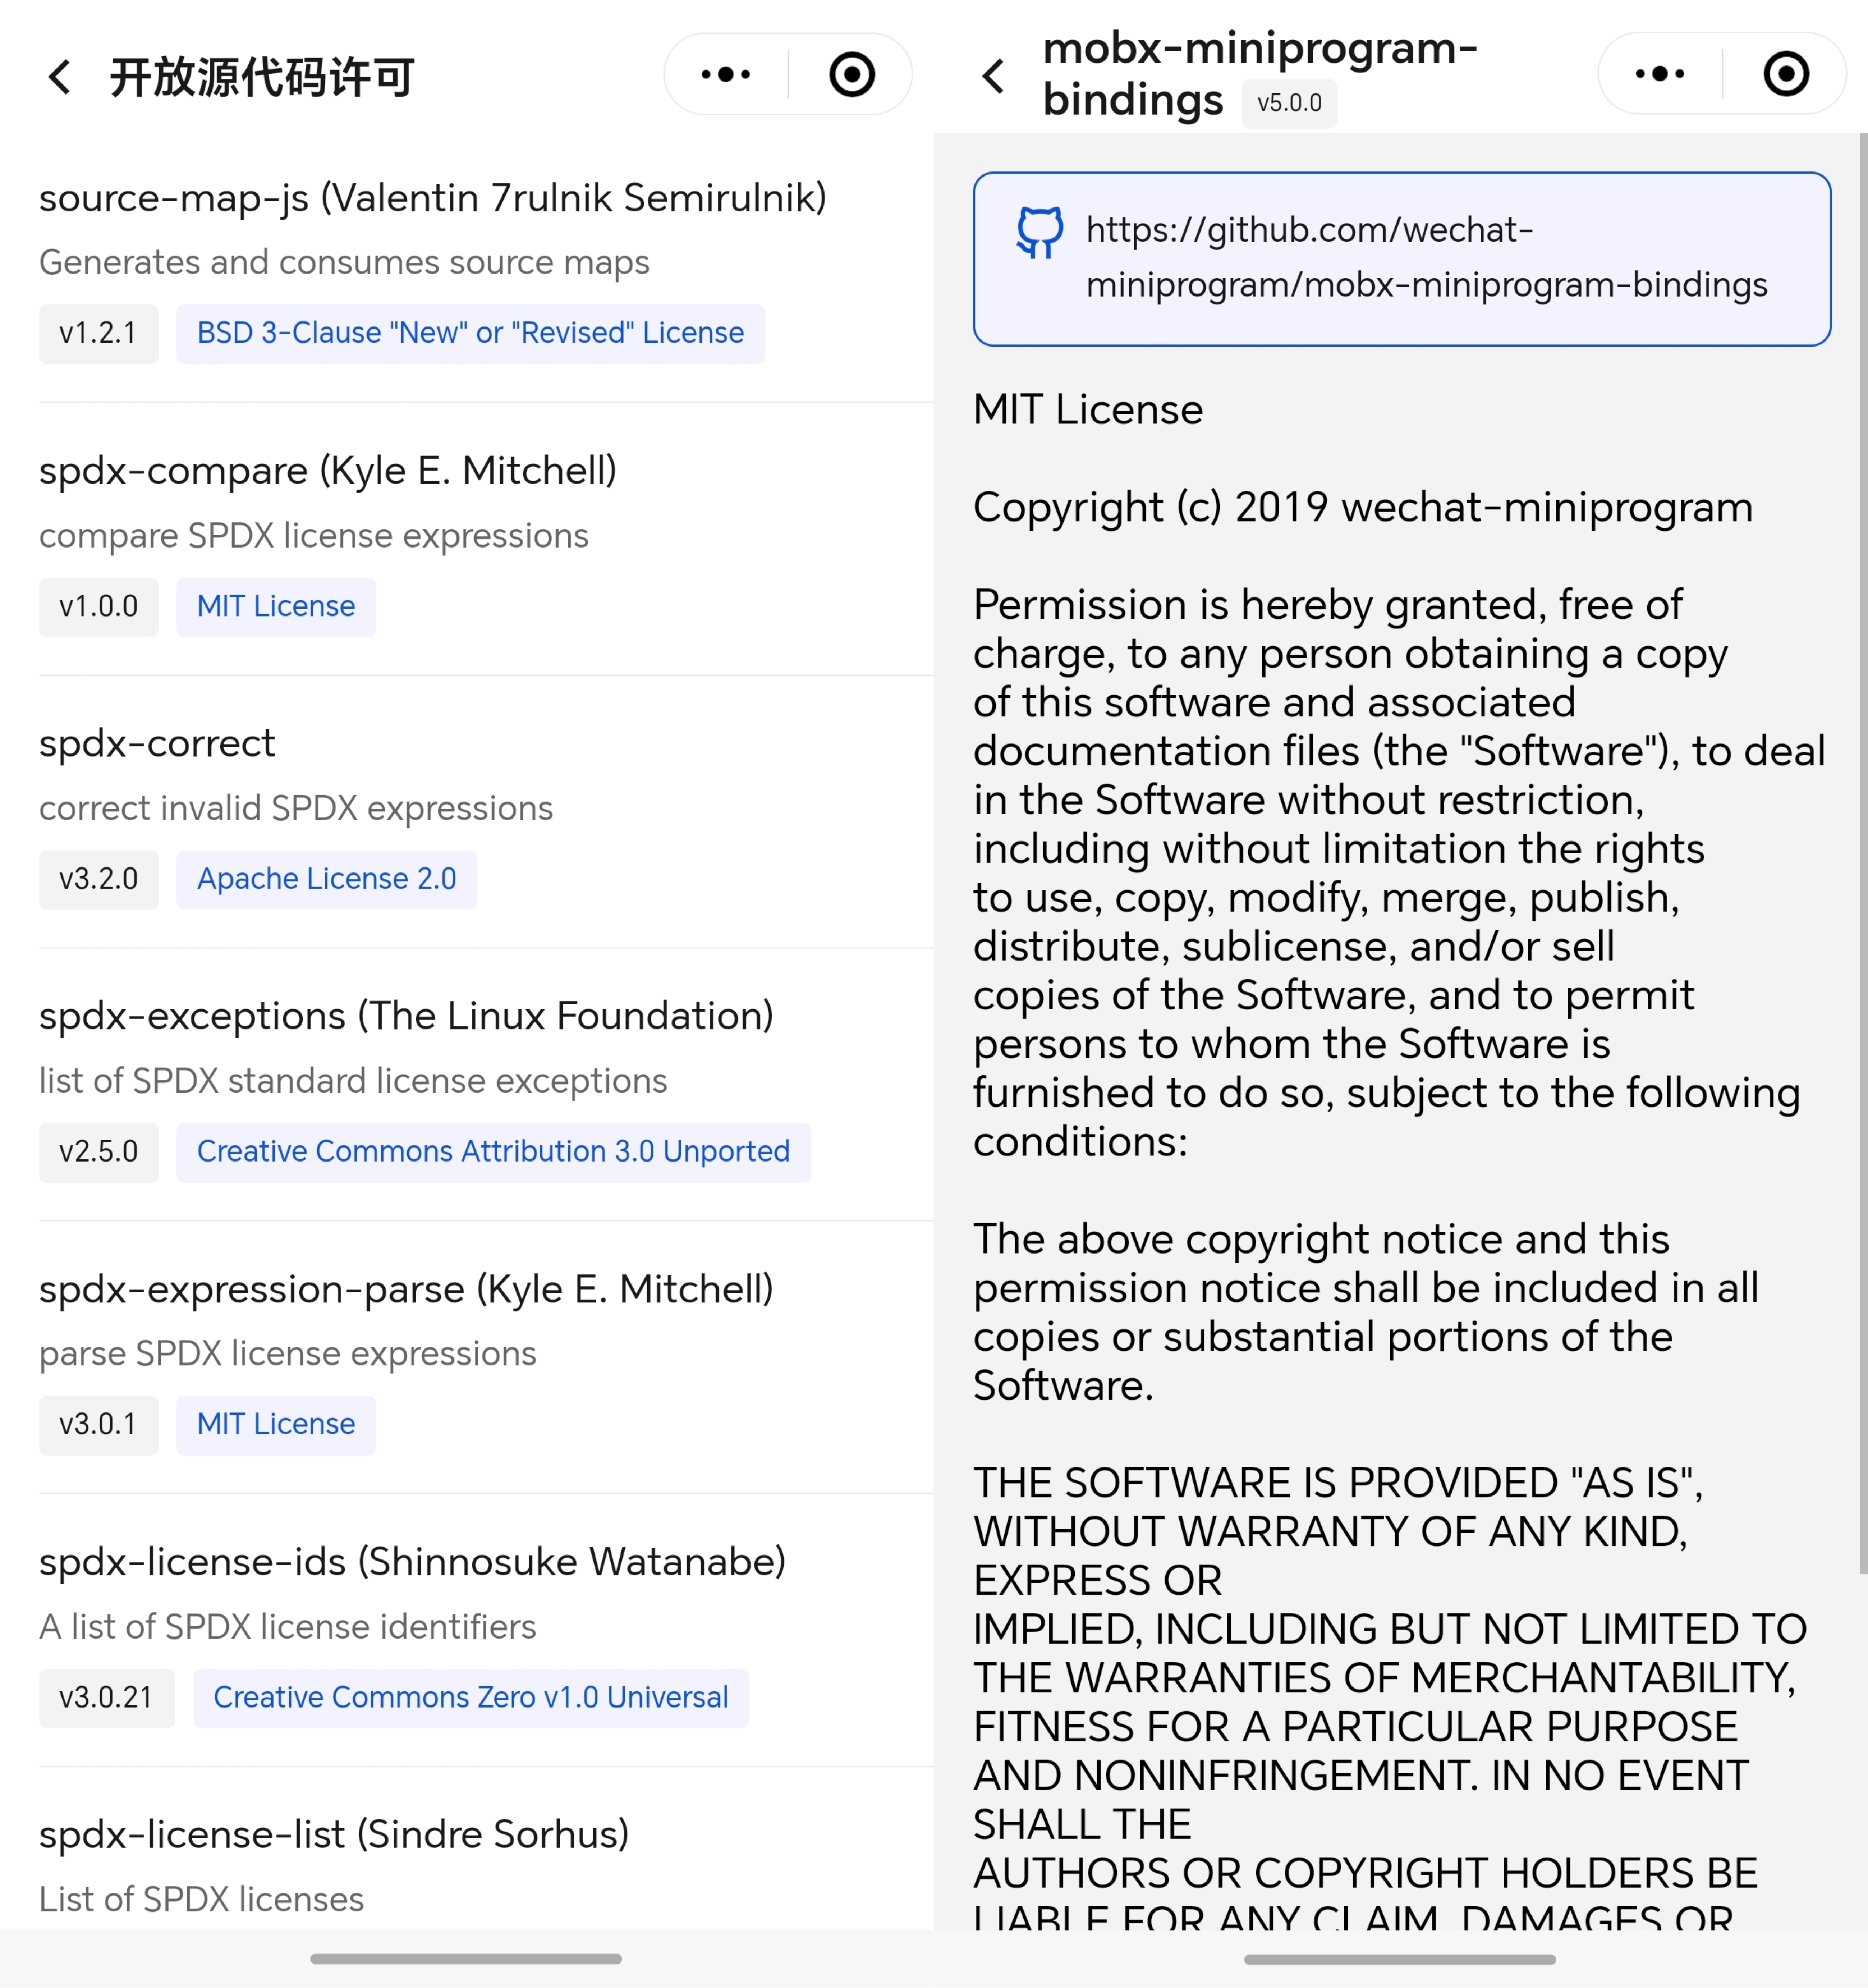 开放源代码许可
source-map-js (Valentin 7rulnik Semirulnik)
Generates and consumes source maps
v1.2.1 BSD 3-Clause "New" or "Revised" License
spdx-compare (Kyle E. Mitchell)
compare SPDX license expressions
v1.0.0 MIT License
spdx-correct
correct invalid SPDX expressions
v3.2.0 Apache License 2.0
spdx-exceptions (The Linux Foundation)
list of SPDX standard license exceptions
v2.5.0 Creative Commons Attribution 3.0 Unported
spdx-expression-parse (Kyle E. Mitchell)
parse SPDX license expressions
v3.0.1 MIT License
spdx-license-ids (Shinnosuke Watanabe)
A list of SPDX license identifiers
v3.0.21 Creative Commons Zero v1.0 Universal
spdx-license-list (Sindre Sorhus)
List of SPDX licenses
mobx-miniprogram-
bindings v5.0.0
https://github.com/wechat-
miniprogram/mobx-miniprogram-bindings
MIT License
Copyright (c) 2019 wechat-miniprogram
Permission is hereby granted, free of
charge, to any person obtaining a copy
of this software and associated
documentation files (the "Software"), to deal
in the Software without restriction,
including without limitation the rights
to use, copy, modify, merge, publish,
distribute, sublicense, and/or sell
copies of the Software, and to permit
persons to whom the Software is
furnished to do so, subject to the following
conditions:
The above copyright notice and this
permission notice shall be included in all
copies or substantial portions of the
Software.
THE SOFTWARE IS PROVIDED "AS IS",
WITHOUT WARRANTY OF ANY KIND,
EXPRESS OR
IMPLIED, INCLUDING BUT NOT LIMITED TO
THE WARRANTIES OF MERCHANTABILITY,
FITNESS FOR A PARTICULAR PURPOSE
AND NONINFRINGEMENT. IN NO EVENT
SHALL THE
AUTHORS OR COPYRIGHT HOLDERS BE
LIABLE FOR ANY CLAIM, DAMAGES OR